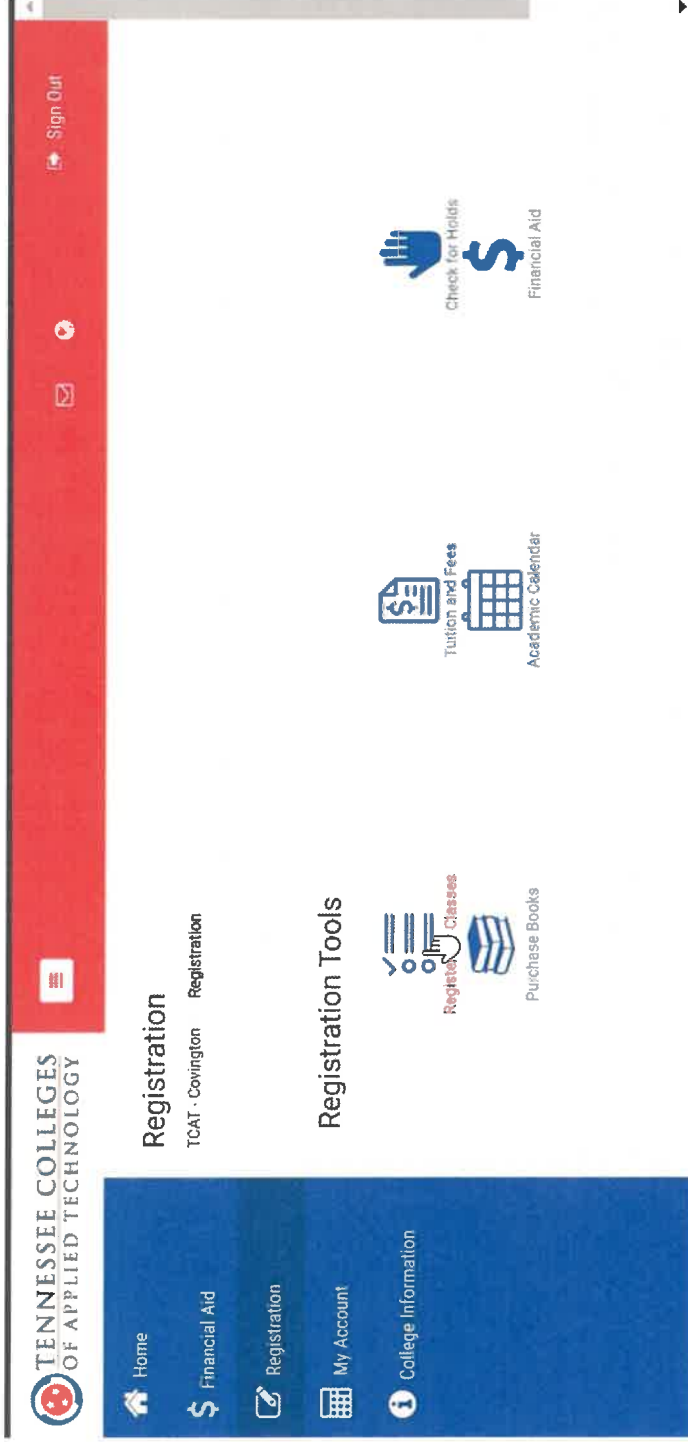 TENNESSEE COLLEGES
OF APPLIED TECHNOLOGY
Sign Out
Home
Financial Aid
Registration
My Account
College Information
Registration
TCAT - Covington Registration
Registration Tools
Register Classes
Tuition and Fees
Check for Holds
Purchase Books
Academic Calendar
Financial Aid